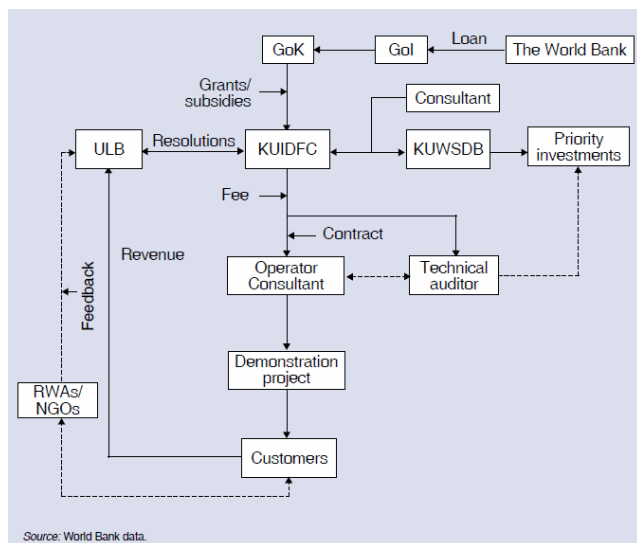 GoK
GoI
Loan
The World Bank
Grants/
subsidies
Consultant
ULB
Resolutions
KUIDFC
KUWSDB
Priority
investments
Fee
Contract
Revenue
Operator
Consultant
Technical
auditor
Feedback
Demonstration
project
RWAs/
NGOs
Customers
Source: World Bank data.